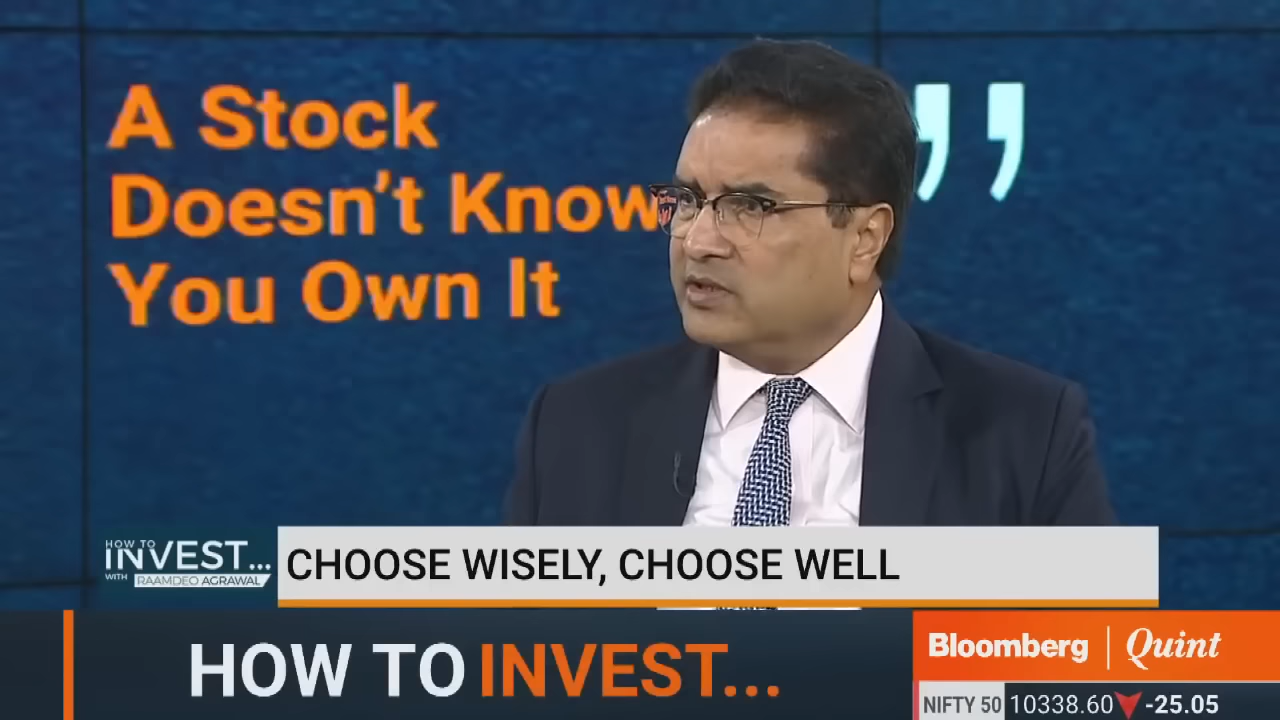 A Stock
Doesn't Know
You Own It
”
HOW TO
INVEST...
WITH RAAMDEO AGRAWAL
CHOOSE WISELY, CHOOSE WELL
HOW TO INVEST...
Bloomberg | Quint
NIFTY 50 10338.60 -25.05